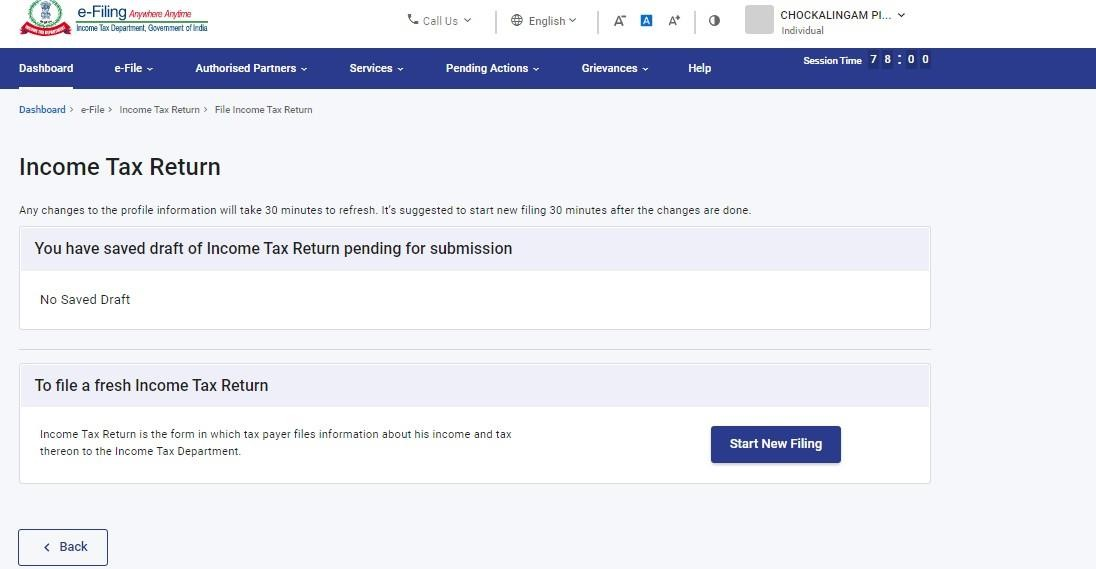 e-Filing Anywhere Anytime
Income Tax Department, Government of India
Call Us
English
A-
A
A+
CHOCKALINGAM PI...
Individual
Dashboard e-File Authorised Partners Services Pending Actions Grievances Help
Session Time 7 8 : 0 0
Dashboard > e-File > Income Tax Return > File Income Tax Return
Income Tax Return
Any changes to the profile information will take 30 minutes to refresh. It's suggested to start new filing 30 minutes after the changes are done.
You have saved draft of Income Tax Return pending for submission
No Saved Draft
To file a fresh Income Tax Return
Income Tax Return is the form in which tax payer files information about his income and tax
thereon to the Income Tax Department.
Start New Filing
< Back